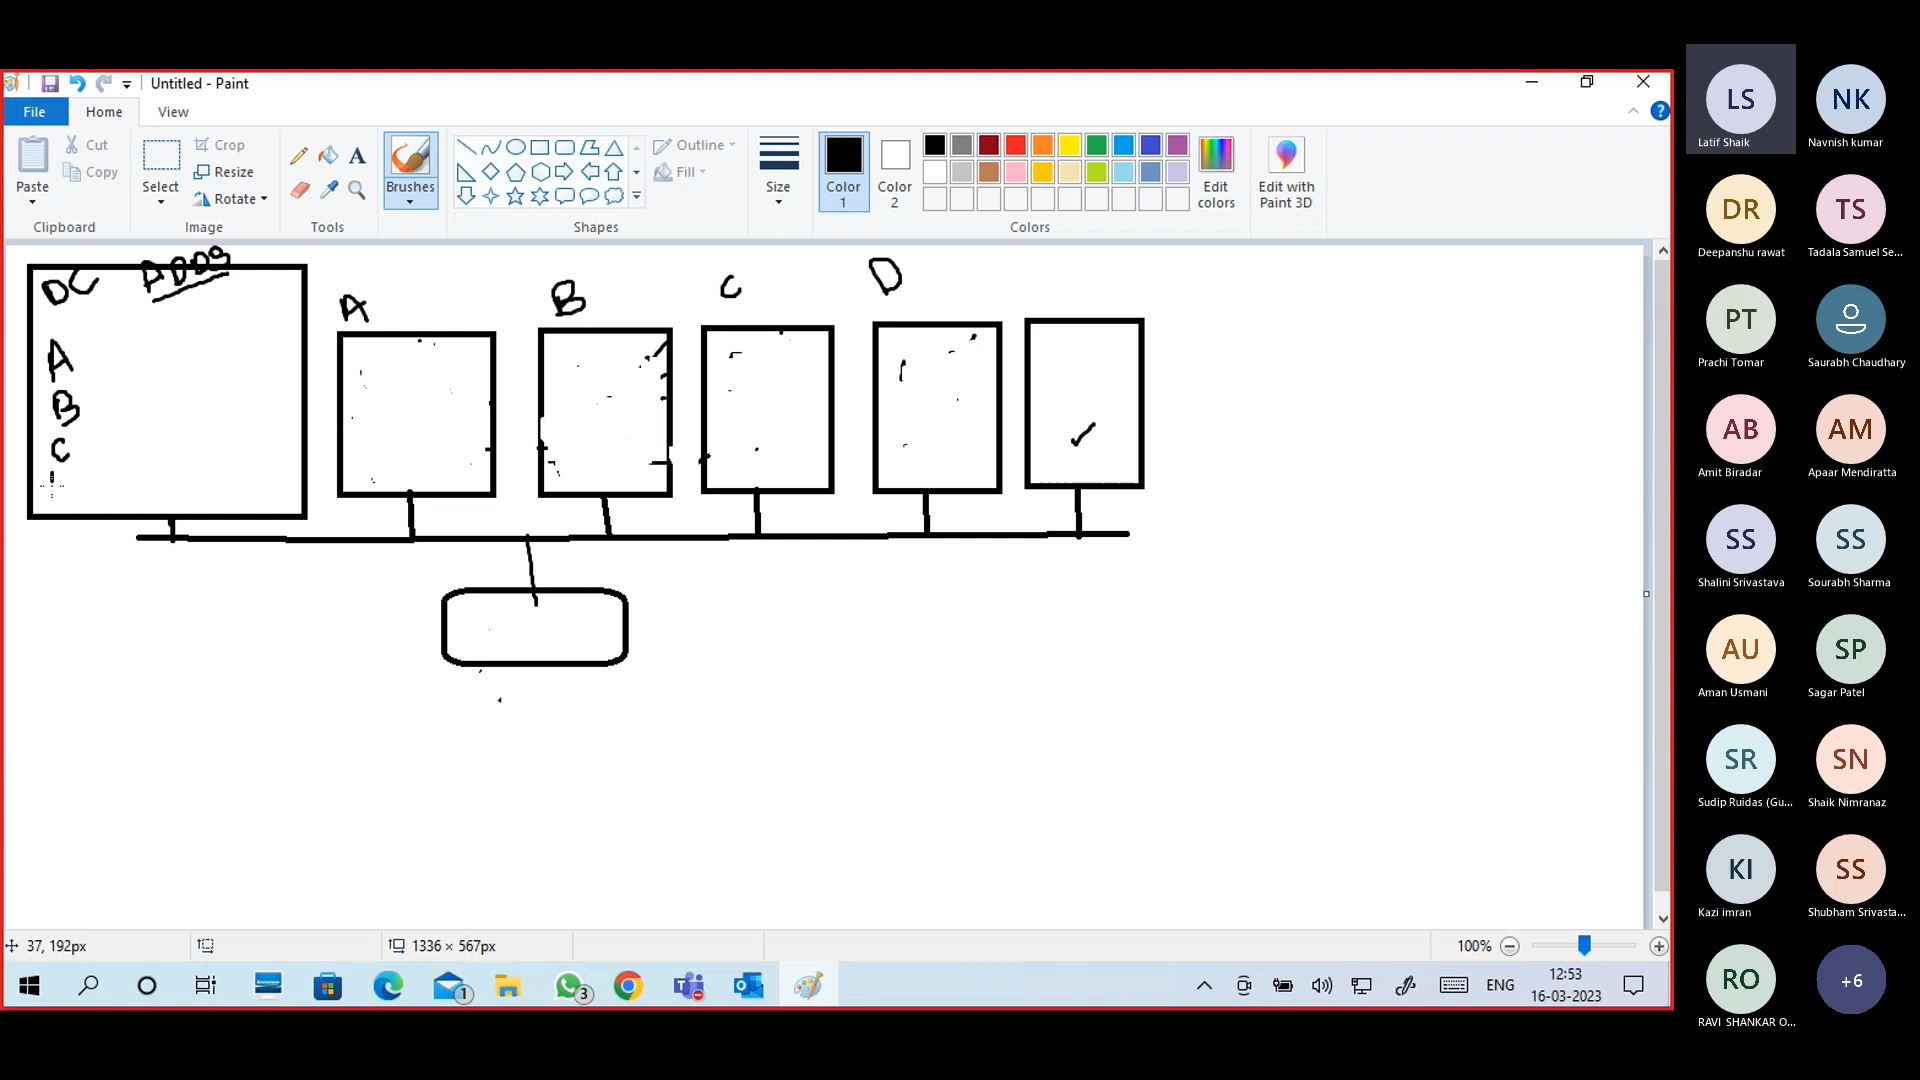 Untitled - Paint
File Home View
Cut
Copy
Paste
Clipboard
Select
Crop
Resize
Rotate
Image
Tools
Brushes
Shapes
Outline
Fill
Size
Color 1
Color 2
Colors
Edit colors
Edit with Paint 3D
DC ADDS
A
B
C
A B C D
37, 192px
1336 × 567px
100%
1
3
ENG
12:53
16-03-2023
LS
Latif Shaik
NK
Navnish kumar
DR
Deepanshu rawat
TS
Tadala Samuel Se...
PT
Prachi Tomar
Saurabh Chaudhary
AB
Amit Biradar
AM
Apaar Mendiratta
SS
Shalini Srivastava
SS
Sourabh Sharma
AU
Aman Usmani
SP
Sagar Patel
SR
Sudip Ruidas (Gu...
SN
Shaik Nimranaz
KI
Kazi imran
SS
Shubham Srivasta...
RO
RAVI SHANKAR O...
+6